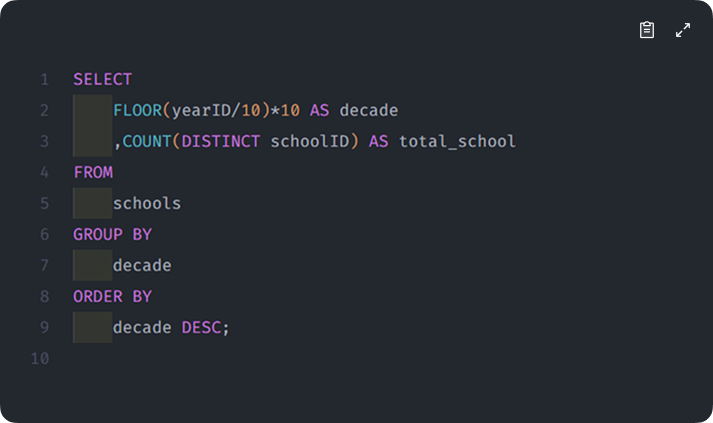 1 SELECT
2 FLOOR(yearID/10)*10 AS decade
3 ,COUNT(DISTINCT schoolID) AS total_school
4 FROM
5 schools
6 GROUP BY
7 decade
8 ORDER BY
9 decade DESC;
10